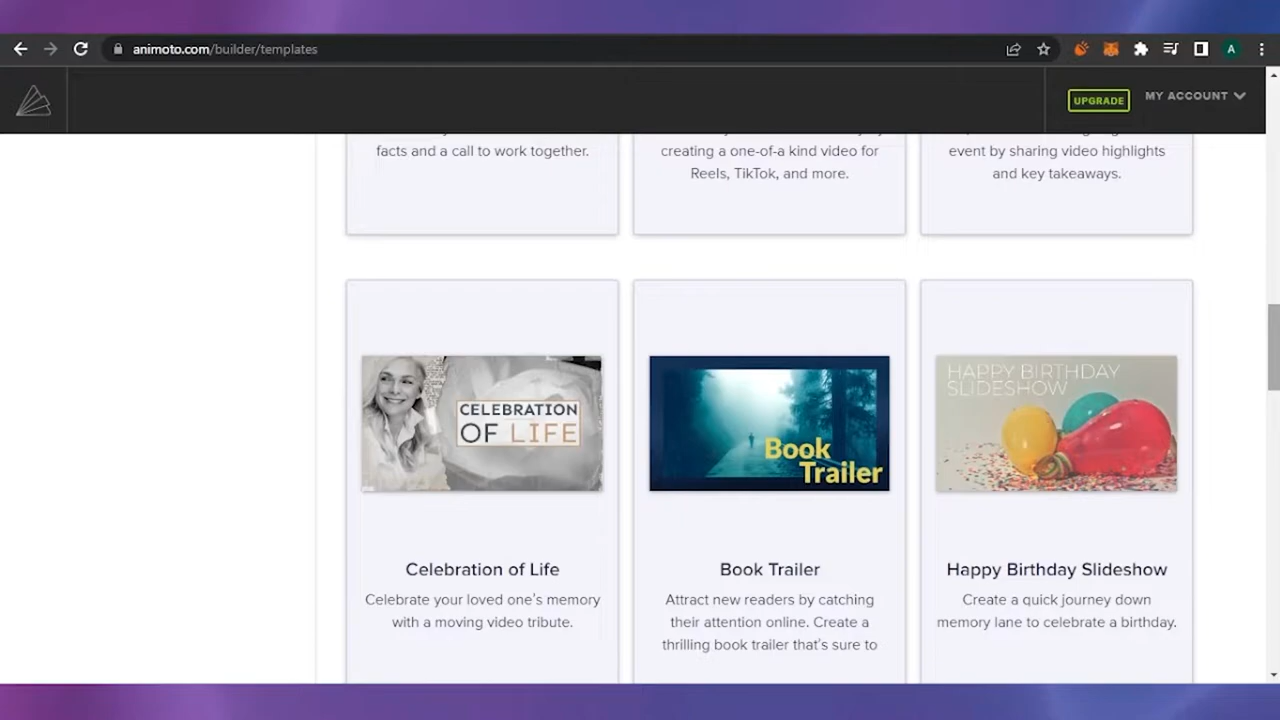 animoto.com/builder/templates
A
UPGRADE
MY ACCOUNT
facts and a call to work together.
creating a one-of-a kind video for
Reels, TikTok, and more.
event by sharing video highlights
and key takeaways.
CELEBRATION
OF LIFE
Celebration of Life
Celebrate your loved one's memory
with a moving video tribute.
Book
Trailer
Book Trailer
Attract new readers by catching
their attention online. Create a
thrilling book trailer that's sure to
HAPPY BIRTHDAY
SLIDESHOW
Happy Birthday Slideshow
Create a quick journey down
memory lane to celebrate a birthday.